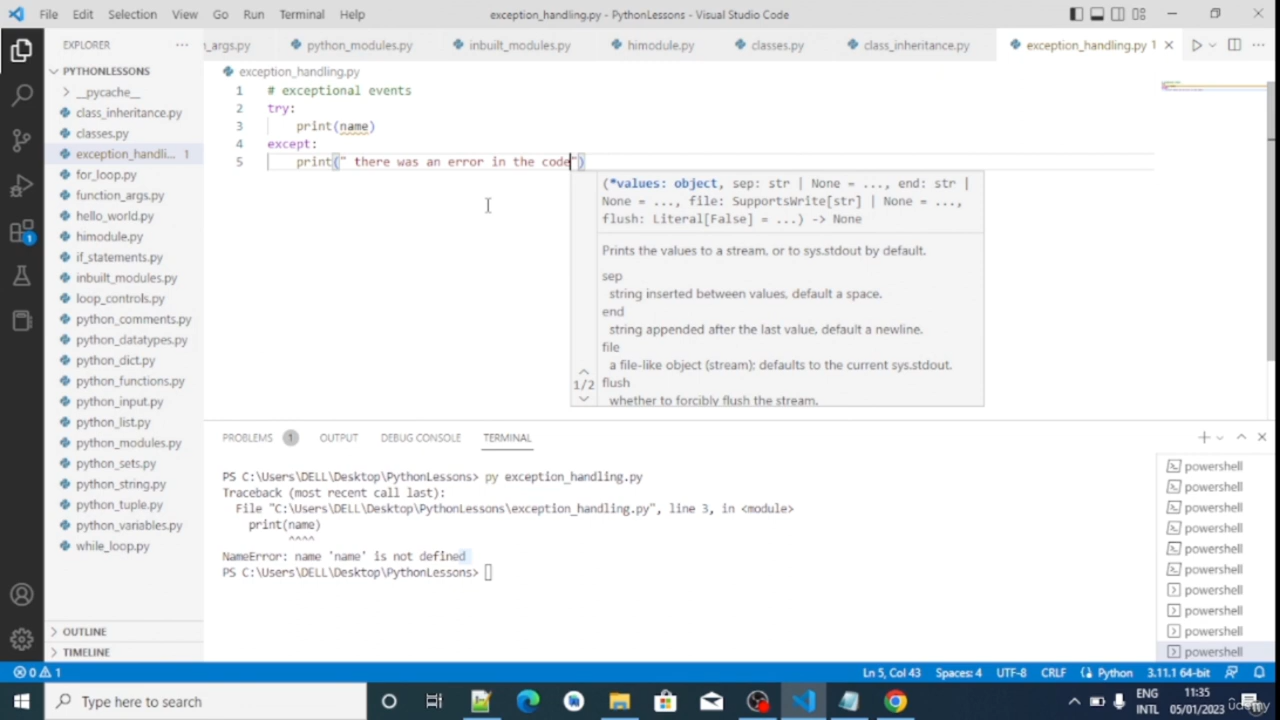 File Edit Selection View Go Run Terminal Help
exception_handling.py - PythonLessons - Visual Studio Code
EXPLORER
PYTHONLESSONS
__pycache__
class_inheritance.py
classes.py
exception_handli... 1
for_loop.py
function_args.py
hello_world.py
himodule.py
if_statements.py
inbuilt_modules.py
loop_controls.py
python_comments.py
python_datatypes.py
python_dict.py
python_functions.py
python_input.py
python_list.py
python_modules.py
python_sets.py
python_string.py
python_tuple.py
python_variables.py
while_loop.py
OUTLINE
TIMELINE
1
n_args.py python_modules.py inbuilt_modules.py himodule.py classes.py class_inheritance.py exception_handling.py 1
exception_handling.py
1 # exceptional events
2 try:
3 print(name)
4 except:
5 print(" there was an error in the code")
(*values: object, sep: str | None = ..., end: str |
None = ..., file: SupportsWrite[str] | None = ...,
flush: Literal[False] = ...) -> None
Prints the values to a stream, or to sys.stdout by default.
sep
string inserted between values, default a space.
end
string appended after the last value, default a newline.
file
a file-like object (stream); defaults to the current sys.stdout.
1/2
flush
whether to forcibly flush the stream.
PROBLEMS 1 OUTPUT DEBUG CONSOLE TERMINAL
PS C:\Users\DELL\Desktop\PythonLessons> py exception_handling.py
Traceback (most recent call last):
File "C:\Users\DELL\Desktop\PythonLessons\exception_handling.py", line 3, in <module>
print(name)
^^^^
NameError: name 'name' is not defined
PS C:\Users\DELL\Desktop\PythonLessons>
powershell
powershell
powershell
powershell
powershell
powershell
powershell
powershell
powershell
powershell
0 1
Ln 5, Col 43 Spaces: 4 UTF-8 CRLF Python 3.11.1 64-bit
Type here to search
ENG
INTL
11:35
05/01/2023
udemy